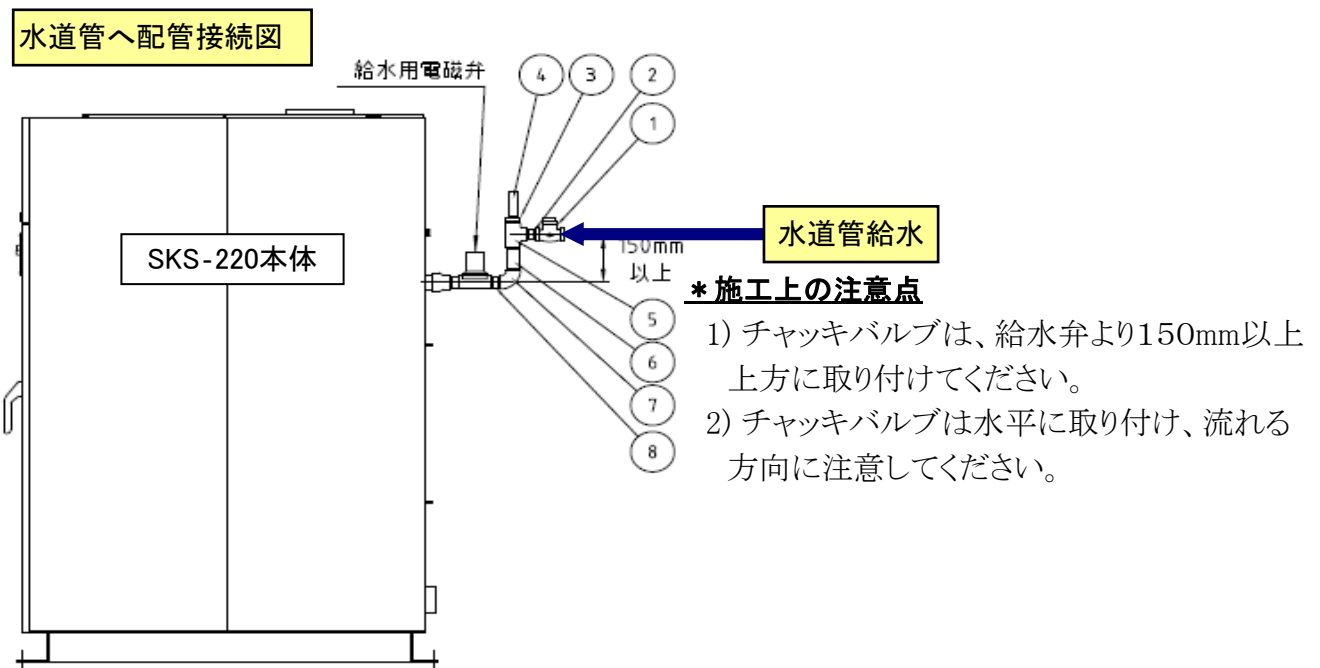 水道管へ配管接続図
給水用電磁弁
4
3
2
1
水道管給水
150mm
以上
SKS-220本体
*施工上の注意点
5
6
7
8
1) チャッキバルブは、給水弁より150mm以上
上方に取り付けてください。
2) チャッキバルブは水平に取り付け、流れる
方向に注意してください。